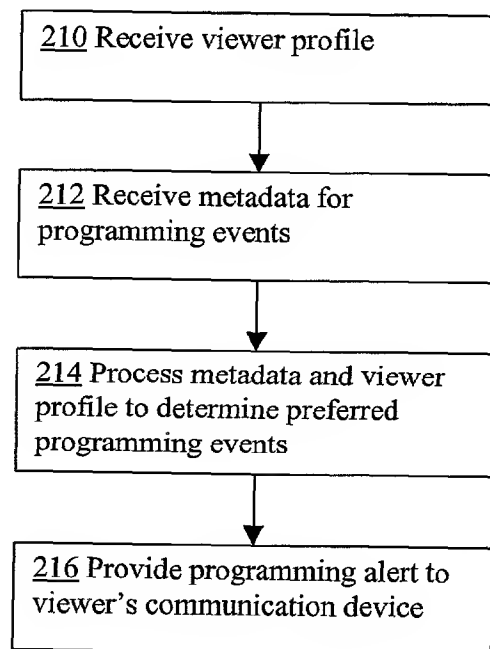 210 Receive viewer profile
212 Receive metadata for
programming events
214 Process metadata and viewer
profile to determine preferred
programming events
216 Provide programming alert to
viewer's communication device